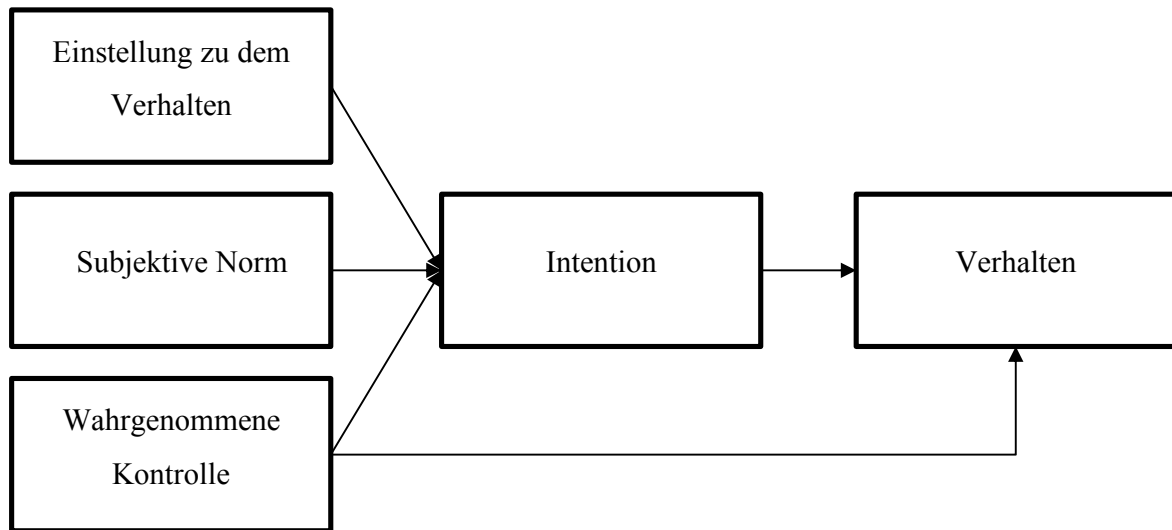 Einstellung zu dem
Verhalten
Subjektive Norm
Intention
Verhalten
Wahrgenommene
Kontrolle